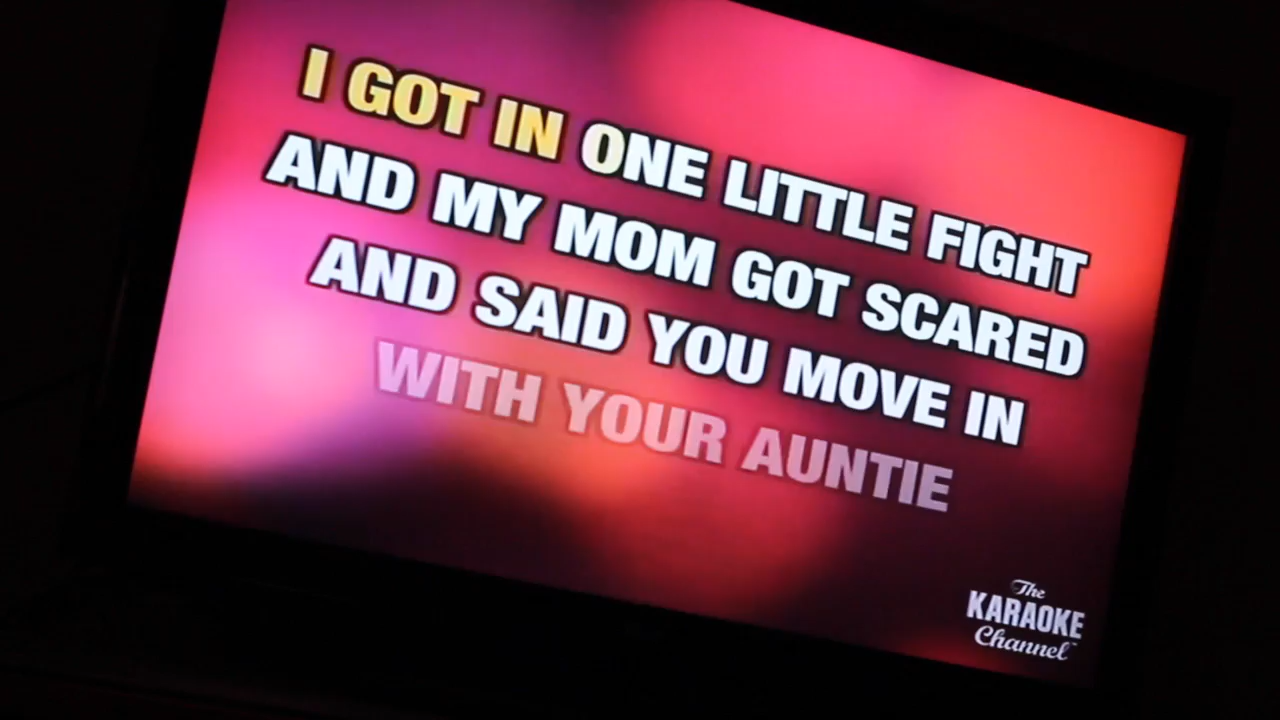 I GOT IN ONE LITTLE FIGHT
AND MY MOM GOT SCARED
AND SAID YOU MOVE IN
WITH YOUR AUNTIE
The
KARAOKE
Channel™